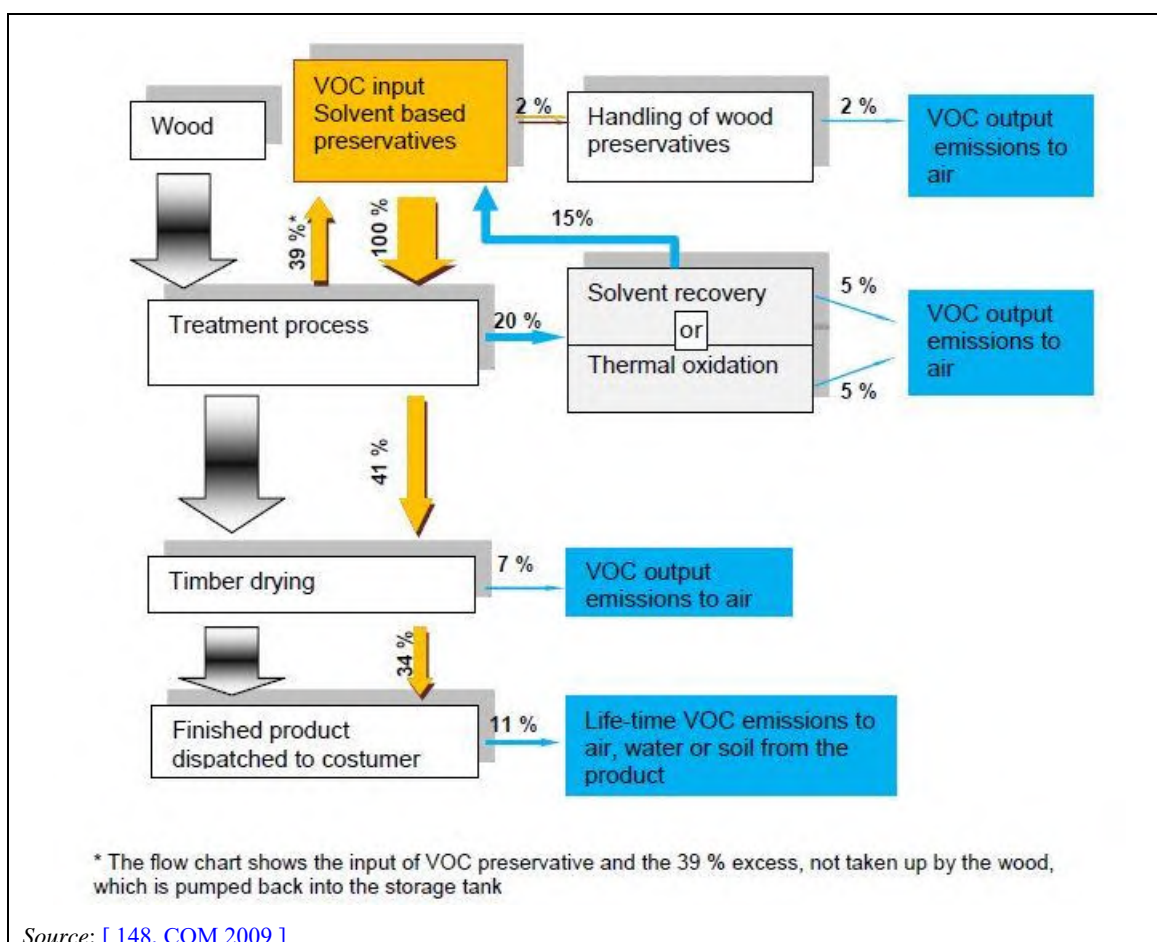 Wood
VOC input
Solvent based
preservatives
2 %
Handling of wood
preservatives
2 %
VOC output
emissions to
air
39 %*
100 %
15%
Treatment process
20 %
Solvent recovery
or
Thermal oxidation
5 %
5 %
VOC output
emissions to
air
41 %
Timber drying
7 %
VOC output
emissions to air
34 %
Finished product
dispatched to costumer
11 %
Life-time VOC emissions to
air, water or soil from the
product
* The flow chart shows the input of VOC preservative and the 39 % excess, not taken up by the wood,
which is pumped back into the storage tank
Source: [ 148, COM 2009 ]